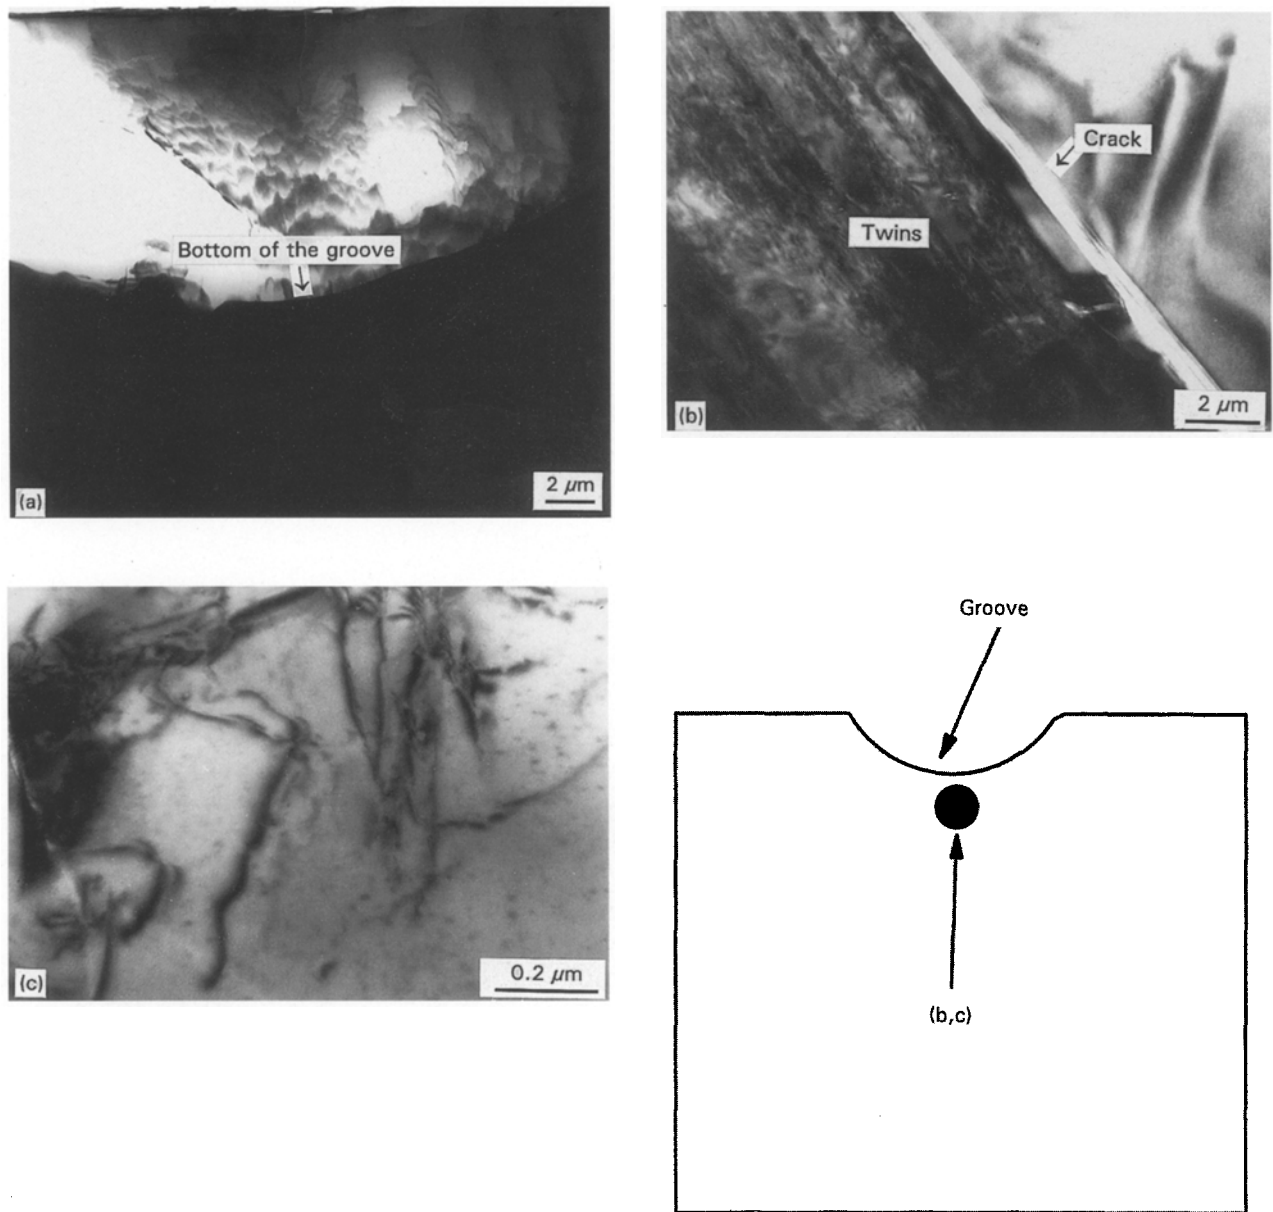 Bottom of the groove
2 μm
(a)
Crack
Twins
2 μm
(b)
0.2 μm
(c)
Groove
(b,c)